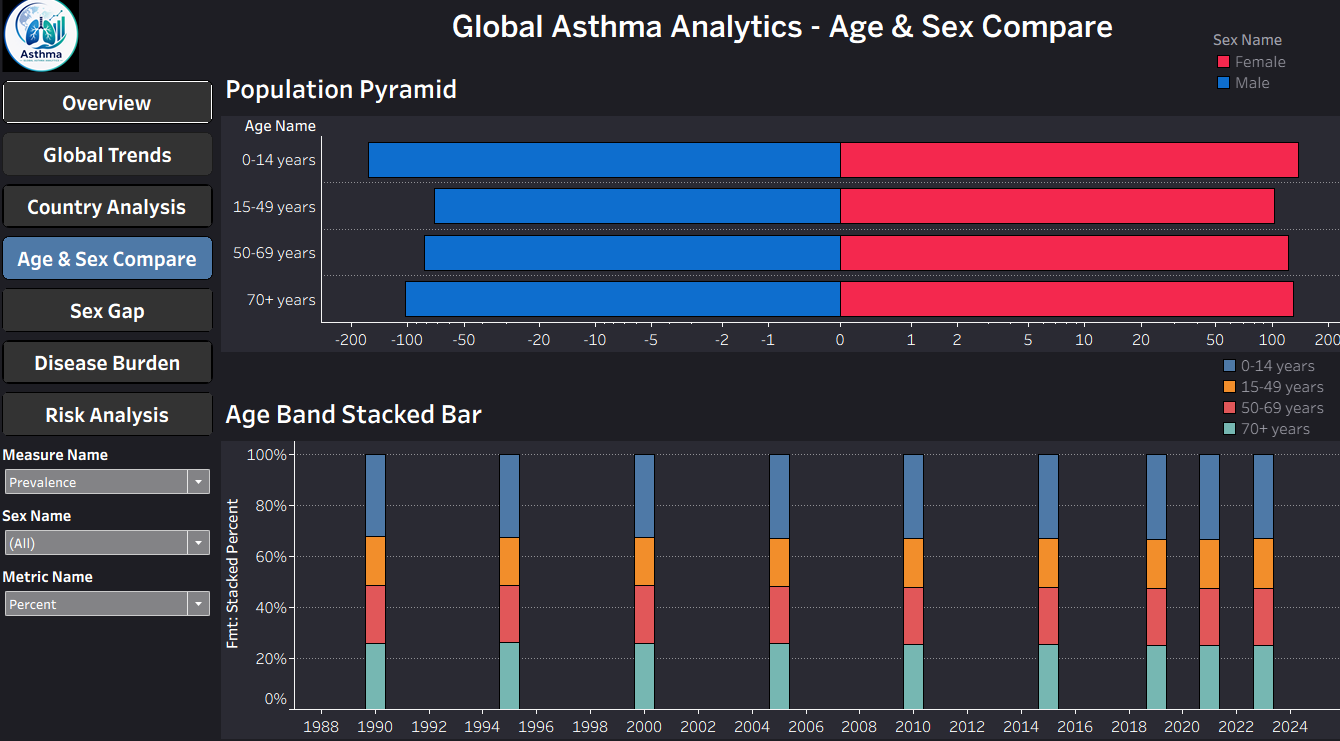 Global Asthma Analytics - Age & Sex Compare
Asthma
Sex Name
Female
Male
Overview
Global Trends
Country Analysis
Age & Sex Compare
Sex Gap
Disease Burden
Risk Analysis
Measure Name
Prevalence
Sex Name
(All)
Metric Name
Percent
Population Pyramid
Age Name
0-14 years
15-49 years
50-69 years
70+ years
-200 -100 -50 -20 -10 -5 -2 -1 0 1 2 5 10 20 50 100 200
0-14 years
15-49 years
50-69 years
70+ years
Age Band Stacked Bar
Fmt: Stacked Percent
100%
80%
60%
40%
20%
0%
1988 1990 1992 1994 1996 1998 2000 2002 2004 2006 2008 2010 2012 2014 2016 2018 2020 2022 2024